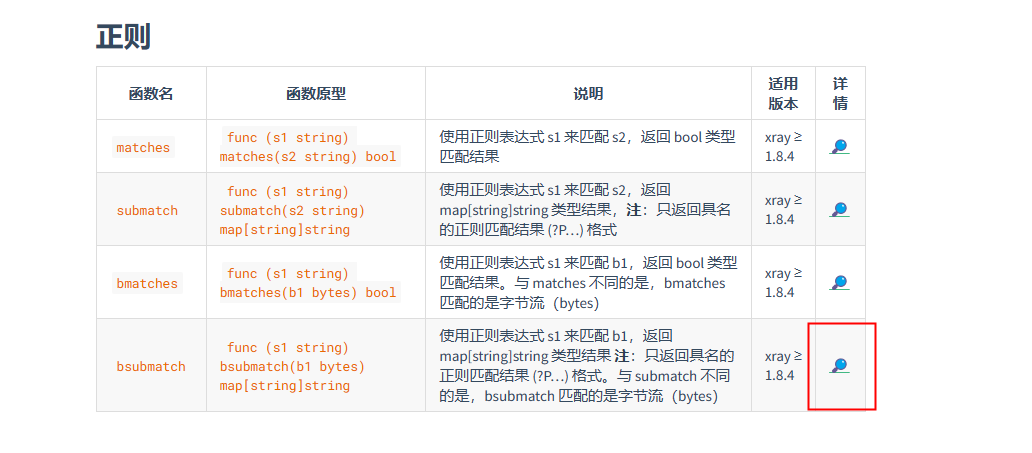 正则
函数名 函数原型 说明 适用 详
版本 情
matches func (s1 string) 使用正则表达式 s1 来匹配 s2，返回 bool 类型 xray ≥
matches(s2 string) bool 匹配结果 1.8.4
func (s1 string) 使用正则表达式 s1 来匹配 s2，返回
submatch submatch(s2 string) map[string]string 类型结果，注：只返回具名 xray ≥
map[string]string 的正则匹配结果 (?P…) 格式 1.8.4
使用正则表达式 s1 来匹配 b1，返回 bool 类型
bmatches func (s1 string) 匹配结果。与 matches 不同的是，bmatches xray ≥
bmatches(b1 bytes) bool 匹配的是字节流（bytes） 1.8.4
使用正则表达式 s1 来匹配 b1，返回
func (s1 string) map[string]string 类型结果 注：只返回具名的 xray ≥
bsubmatch bsubmatch(b1 bytes) 正则匹配结果 (?P…) 格式。与 submatch 不同 1.8.4
map[string]string 的是，bsubmatch 匹配的是字节流（bytes）